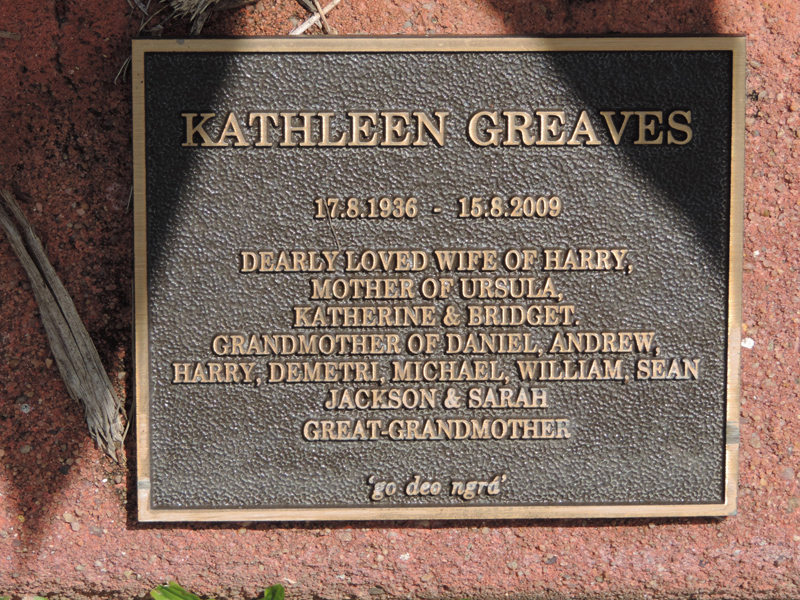 KATHLEEN GREAVES
17.8.1936 - 15.8.2009
DEARLY LOVED WIFE OF HARRY,
MOTHER OF URSULA,
KATHERINE & BRIDGET.
GRANDMOTHER OF DANIEL, ANDREW,
HARRY, DEMETRI, MICHAEL, WILLIAM, SEAN
JACKSON & SARAH
GREAT-GRANDMOTHER
'go deo ngrá'